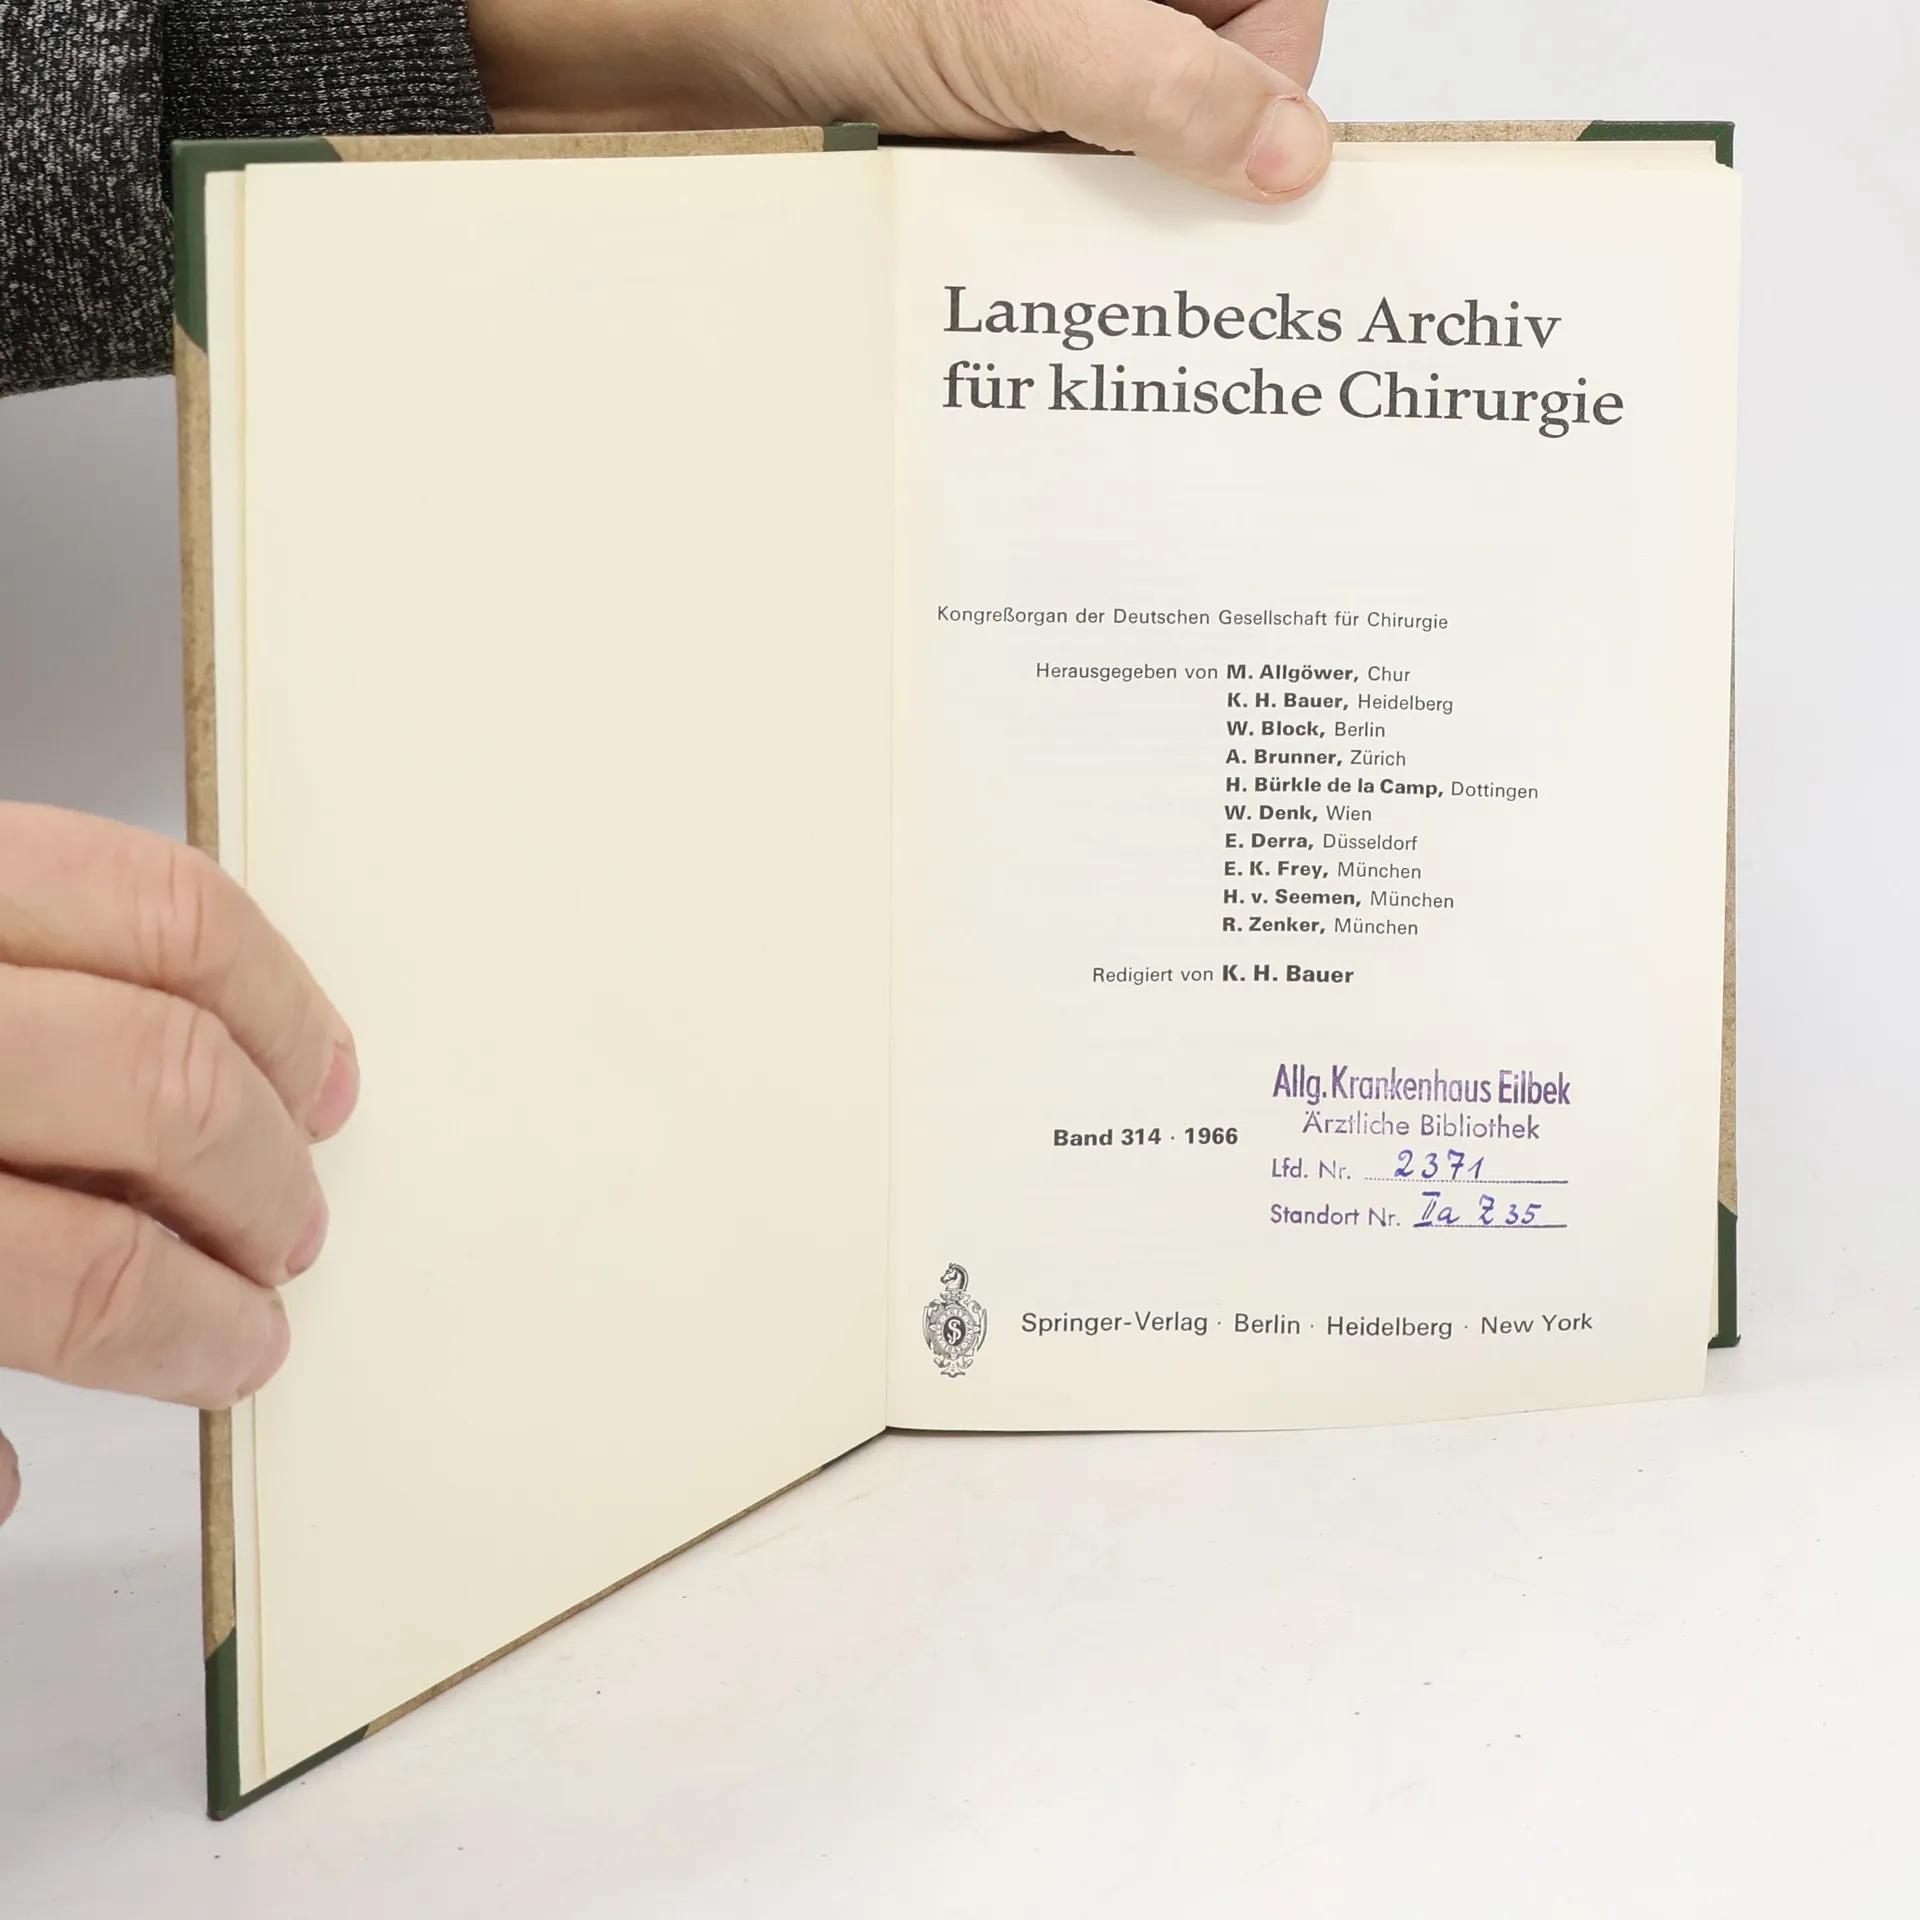 Langenbecks Archiv
für klinische Chirurgie
Kongreßorgan der Deutschen Gesellschaft für Chirurgie
Herausgegeben von M. Allgöwer, Chur
K. H. Bauer, Heidelberg
W. Block, Berlin
A. Brunner, Zürich
H. Bürkle de la Camp, Dottingen
W. Denk, Wien
E. Derra, Düsseldorf
E. K. Frey, München
H. v. Seemen, München
R. Zenker, München
Redigiert von K. H. Bauer
Band 314 · 1966
Allg. Krankenhaus Eilbek
Ärztliche Bibliothek
Lfd. Nr. 2371
Standort Nr. IIa Z 35
Springer-Verlag · Berlin · Heidelberg · New York